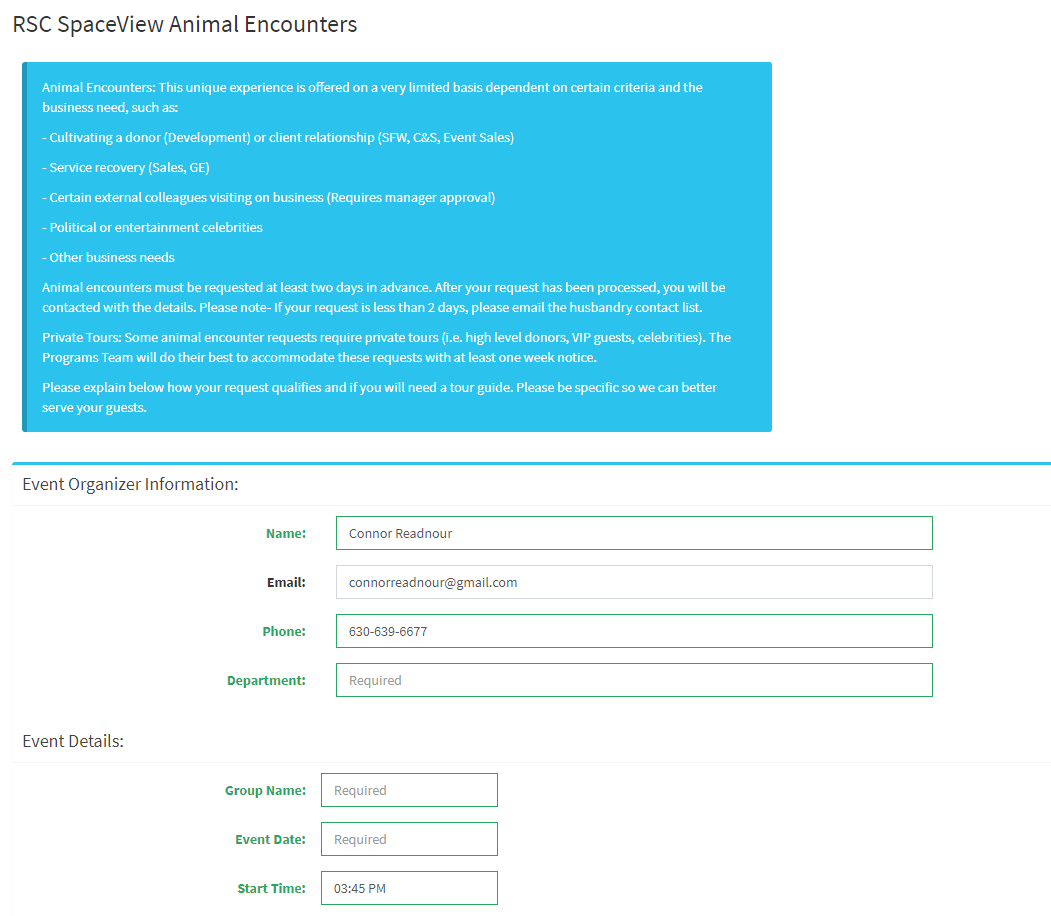 RSC SpaceView Animal Encounters
Animal Encounters: This unique experience is offered on a very limited basis dependent on certain criteria and the
business need, such as:
- Cultivating a donor (Development) or client relationship (SFW, C&S, Event Sales)
- Service recovery (Sales, GE)
- Certain external colleagues visiting on business (Requires manager approval)
- Political or entertainment celebrities
- Other business needs
Animal encounters must be requested at least two days in advance. After your request has been processed, you will be
contacted with the details. Please note- If your request is less than 2 days, please email the husbandry contact list.
Private Tours: Some animal encounter requests require private tours (i.e. high level donors, VIP guests, celebrities). The
Programs Team will do their best to accommodate these requests with at least one week notice.
Please explain below how your request qualifies and if you will need a tour guide. Please be specific so we can better
serve your guests.
Event Organizer Information:
Name: Connor Readnour
Email: connorreadnour@gmail.com
Phone: 630-639-6677
Department: Required
Event Details:
Group Name: Required
Event Date: Required
Start Time: 03:45 PM